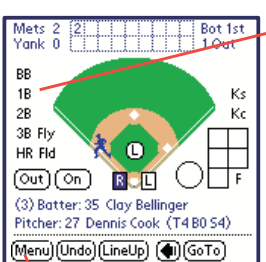 Mets 2 2 Bot 1st
Yank 0 1 Out
BB
1B Ks
2B Kc
3B Fly
HR Fld L
Out On R L F
(3) Batter: 35 Clay Bellinger
Pitcher: 27 Dennis Cook (T4 B0 S4)
Menu Undo LineUp GoTo